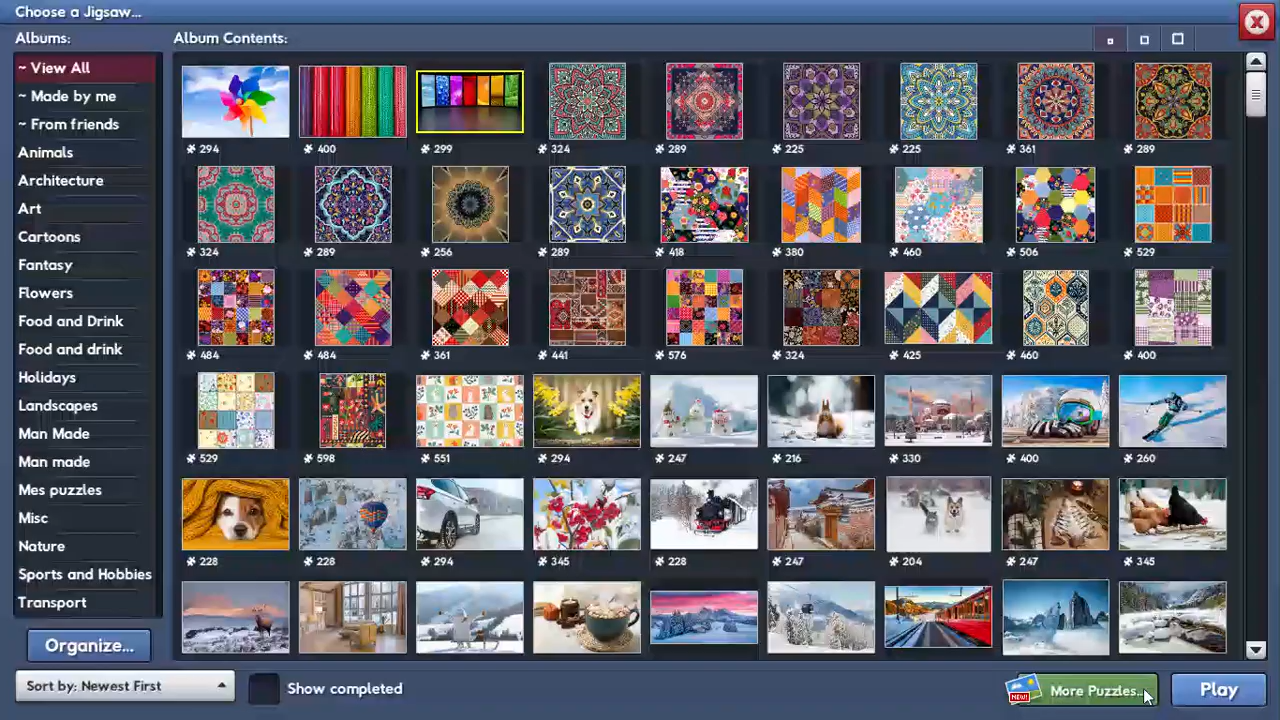 Choose a Jigsaw...
Albums:
Album Contents:
~ View All
~ Made by me
~ From friends
Animals
Architecture
Art
Cartoons
Fantasy
Flowers
Food and Drink
Food and drink
Holidays
Landscapes
Man Made
Man made
Mes puzzles
Misc
Nature
Sports and Hobbies
Transport
294 400 299 324 289 225 225 361 289
324 289 256 289 418 380 460 506 529
484 484 361 441 576 324 425 460 400
529 598 551 294 247 216 330 400 260
228 228 294 345 228 247 204 247 345
Organize...
Sort by: Newest First
Show completed
NEW!
More Puzzles...
Play